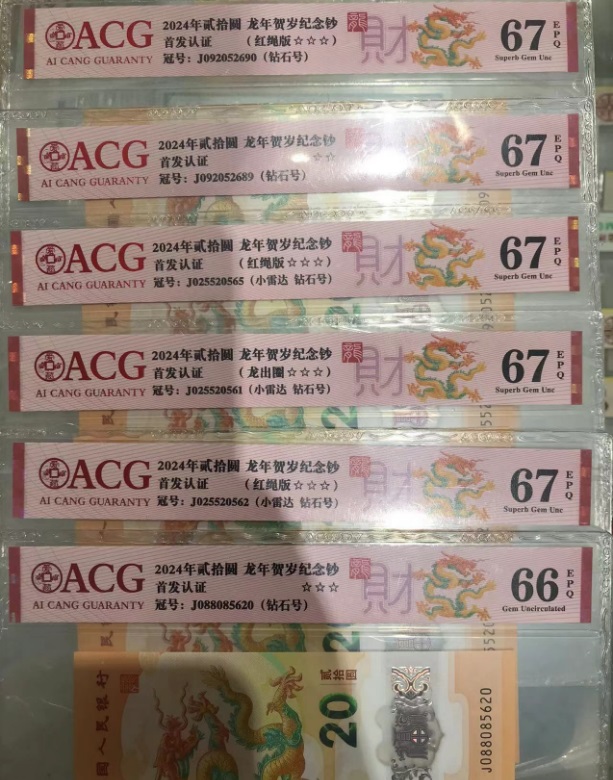 ACG
AI CANG GUARANTY
2024年贰拾圆 龙年贺岁纪念钞
首发认证 (红绳版☆☆☆)
冠号: J092052690 (钻石号)
財
67 EPQ
Superb Gem Unc
ACG
AI CANG GUARANTY
2024年贰拾圆 龙年贺岁纪念钞
首发认证 ☆☆
冠号: J092052689 (钻石号)
67 EPQ
Superb Gem Unc
ACG
AI CANG GUARANTY
2024年贰拾圆 龙年贺岁纪念钞
首发认证 (红绳版☆☆☆)
冠号: J025520565 (小雷达 钻石号)
財
67 EPQ
Superb Gem Unc
ACG
AI CANG GUARANTY
2024年贰拾圆 龙年贺岁纪念钞
首发认证 (龙出圈☆☆☆)
冠号: J025520561 (小雷达 钻石号)
財
67 EPQ
Superb Gem Unc
ACG
AI CANG GUARANTY
2024年贰拾圆 龙年贺岁纪念钞
首发认证 (红绳版☆☆☆)
冠号: J025520562 (小雷达 钻石号)
財
67 EPQ
Superb Gem Unc
ACG
AI CANG GUARANTY
2024年贰拾圆 龙年贺岁纪念钞
首发认证 ☆☆☆
冠号: J088085620 (钻石号)
財
66 EPQ
Gem Uncirculated
国人民银行
贰拾圆
20
J088085620